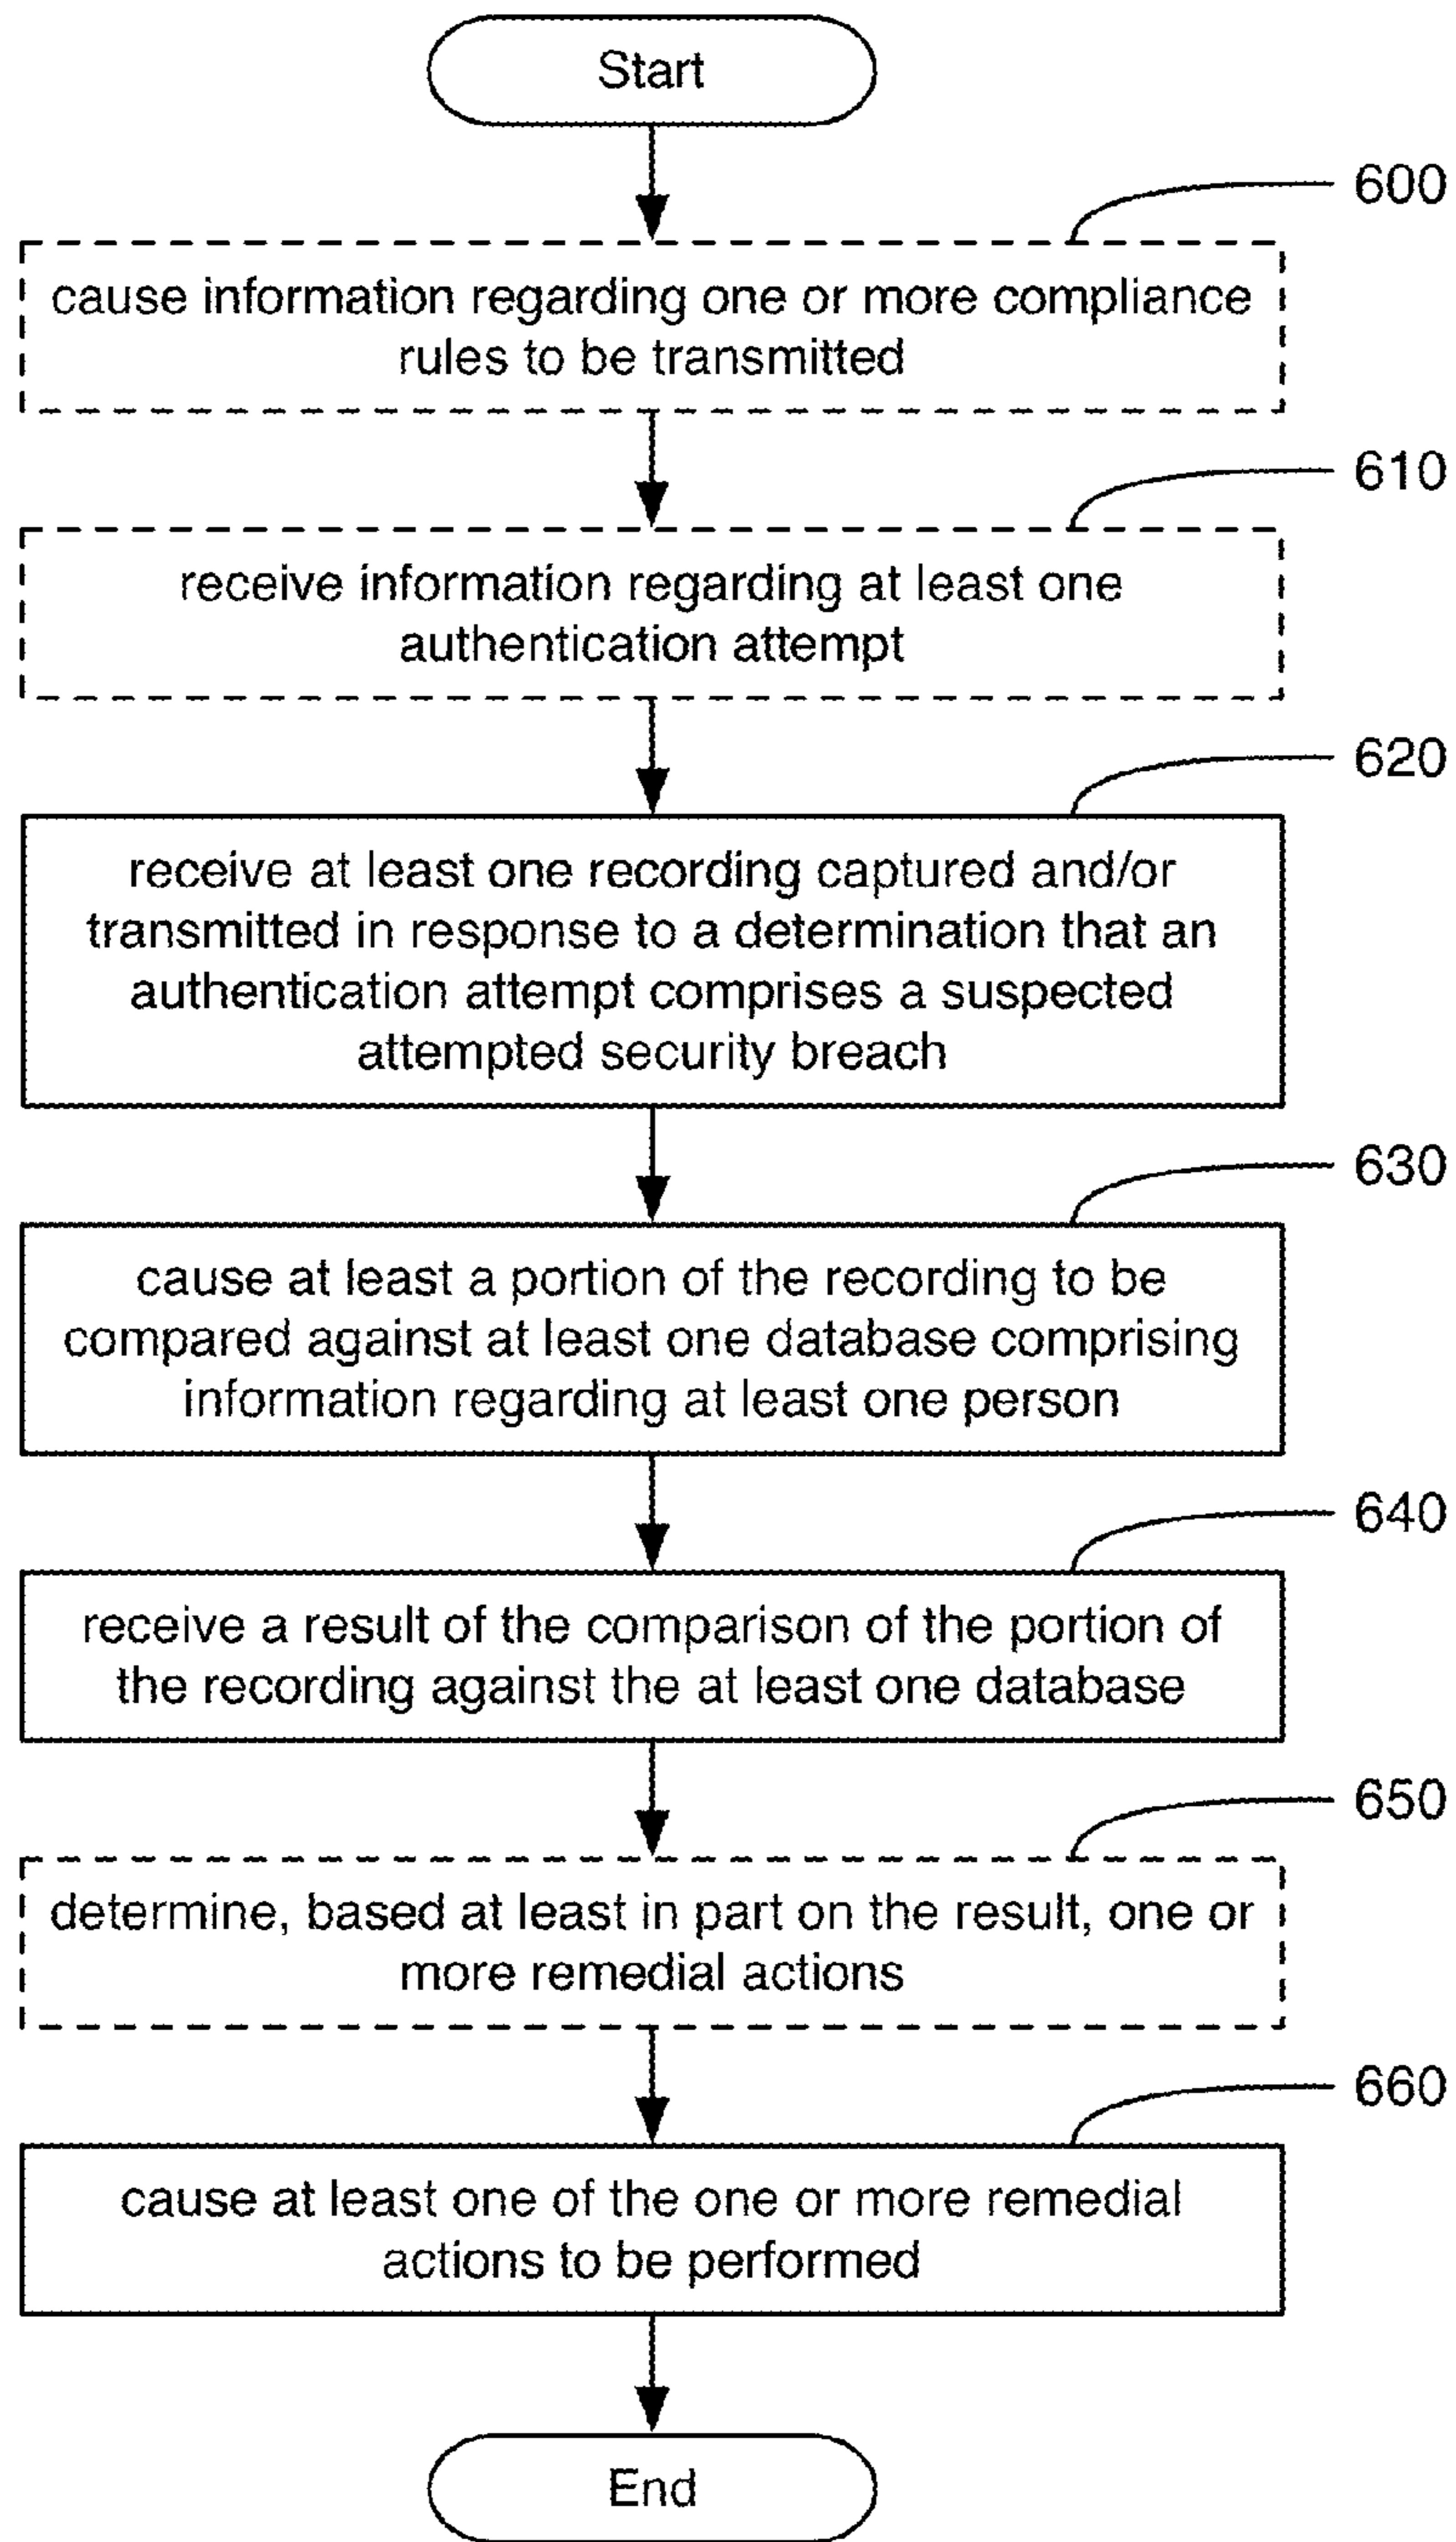 Start
600
cause information regarding one or more compliance
rules to be transmitted
610
receive information regarding at least one
authentication attempt
620
receive at least one recording captured and/or
transmitted in response to a determination that an
authentication attempt comprises a suspected
attempted security breach
630
cause at least a portion of the recording to be
compared against at least one database comprising
information regarding at least one person
640
receive a result of the comparison of the portion of
the recording against the at least one database
650
determine, based at least in part on the result, one or
more remedial actions
660
cause at least one of the one or more remedial
actions to be performed
End